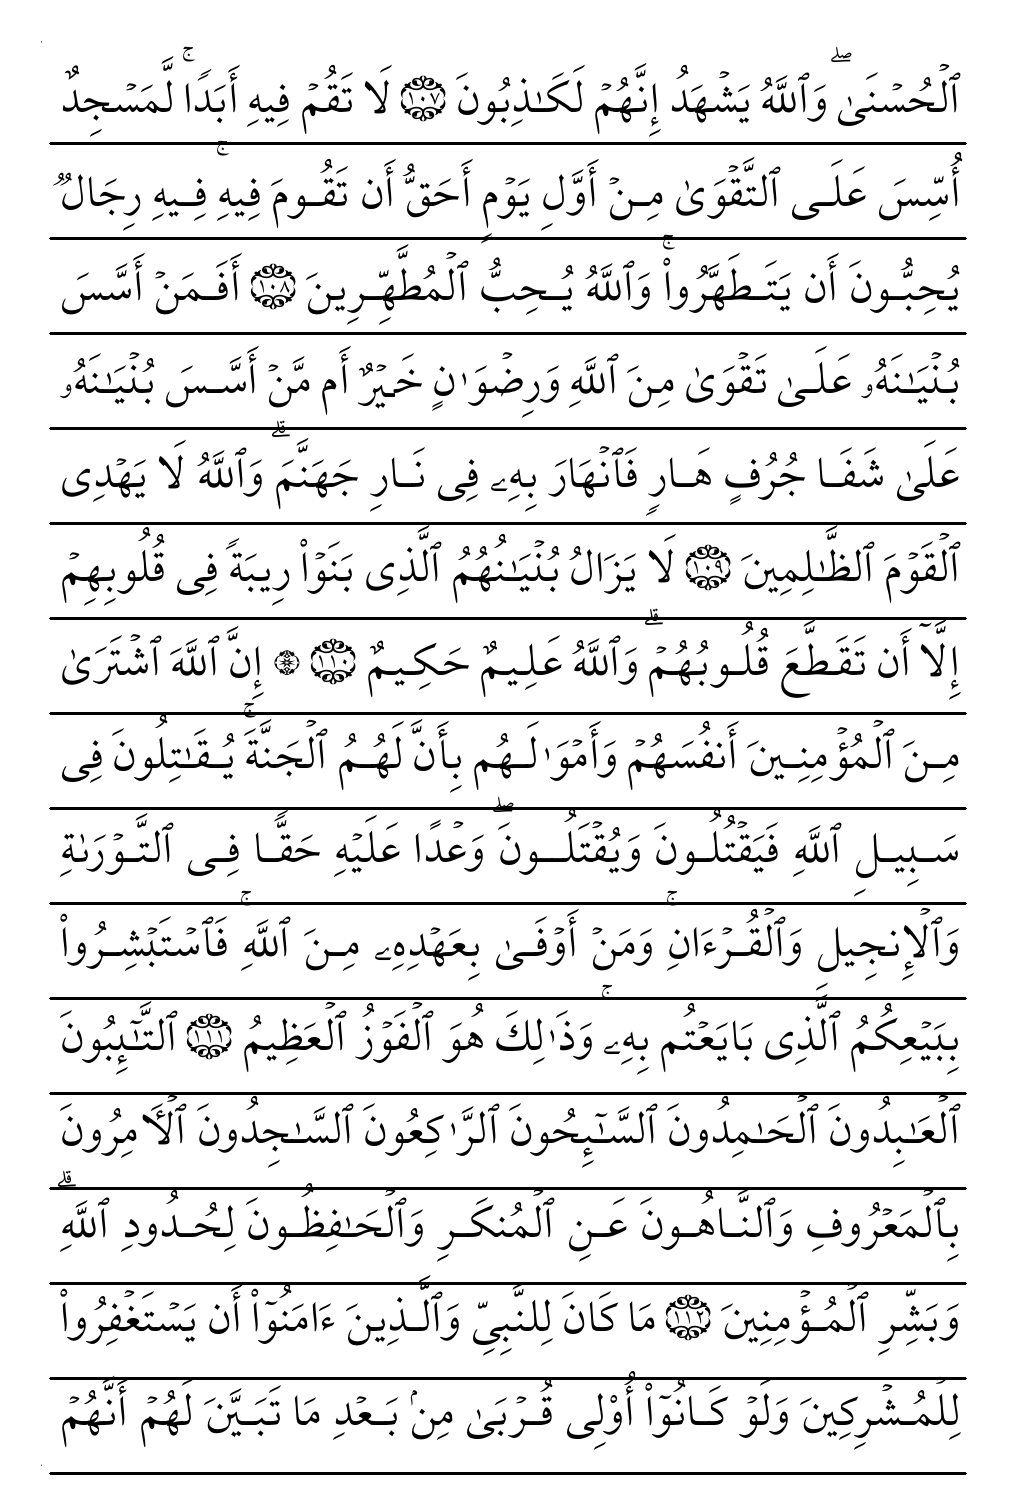 ٱلْحُسْنَىٰ ۖ وَٱللَّهُ يَشْهَدُ إِنَّهُمْ لَكَـٰذِبُونَ ١٠٧ لَا تَقُمْ فِيهِ أَبَدًا ۚ لَّمَسْجِدٌ
أُسِّسَ عَلَى ٱلتَّقْوَىٰ مِنْ أَوَّلِ يَوْمٍ أَحَقُّ أَن تَقُومَ فِيهِ ۚ فِيهِ رِجَالٌ
يُحِبُّونَ أَن يَتَطَهَّرُوا۟ ۚ وَٱللَّهُ يُحِبُّ ٱلْمُطَّهِّرِينَ ١٠٨ أَفَمَنْ أَسَّسَ
بُنْيَـٰنَهُۥ عَلَىٰ تَقْوَىٰ مِنَ ٱللَّهِ وَرِضْوَٰنٍ خَيْرٌ أَم مَّنْ أَسَّسَ بُنْيَـٰنَهُۥ
عَلَىٰ شَفَا جُرُفٍ هَارٍ فَٱنْهَارَ بِهِۦ فِى نَارِ جَهَنَّمَ ۗ وَٱللَّهُ لَا يَهْدِى
ٱلْقَوْمَ ٱلظَّـٰلِمِينَ ١٠٩ لَا يَزَالُ بُنْيَـٰنُهُمُ ٱلَّذِى بَنَوْا۟ رِيبَةً فِى قُلُوبِهِمْ
إِلَّآ أَن تَقَطَّعَ قُلُوبُهُمْ ۗ وَٱللَّهُ عَلِيمٌ حَكِيمٌ ١١٠ ۞ إِنَّ ٱللَّهَ ٱشْتَرَىٰ
مِنَ ٱلْمُؤْمِنِينَ أَنفُسَهُمْ وَأَمْوَٰلَهُم بِأَنَّ لَهُمُ ٱلْجَنَّةَ ۚ يُقَـٰتِلُونَ فِى
سَبِيلِ ٱللَّهِ فَيَقْتُلُونَ وَيُقْتَلُونَ ۖ وَعْدًا عَلَيْهِ حَقًّا فِى ٱلتَّوْرَىٰةِ
وَٱلْإِنجِيلِ وَٱلْقُرْءَانِ ۚ وَمَنْ أَوْفَىٰ بِعَهْدِهِۦ مِنَ ٱللَّهِ ۚ فَٱسْتَبْشِرُوا۟
بِبَيْعِكُمُ ٱلَّذِى بَايَعْتُم بِهِۦ ۚ وَذَٰلِكَ هُوَ ٱلْفَوْزُ ٱلْعَظِيمُ ١١١ ٱلتَّـٰٓئِبُونَ
ٱلْعَـٰبِدُونَ ٱلْحَـٰمِدُونَ ٱلسَّـٰٓئِحُونَ ٱلرَّٰكِعُونَ ٱلسَّـٰجِدُونَ ٱلْـَٔامِرُونَ
بِٱلْمَعْرُوفِ وَٱلنَّاهُونَ عَنِ ٱلْمُنكَرِ وَٱلْحَـٰفِظُونَ لِحُدُودِ ٱللَّهِ ۗ
وَبَشِّرِ ٱلْمُؤْمِنِينَ ١١٢ مَا كَانَ لِلنَّبِىِّ وَٱلَّذِينَ ءَامَنُوٓا۟ أَن يَسْتَغْفِرُوا۟
لِلْمُشْرِكِينَ وَلَوْ كَانُوٓا۟ أُو۟لِى قُرْبَىٰ مِنۢ بَعْدِ مَا تَبَيَّنَ لَهُمْ أَنَّهُمْ